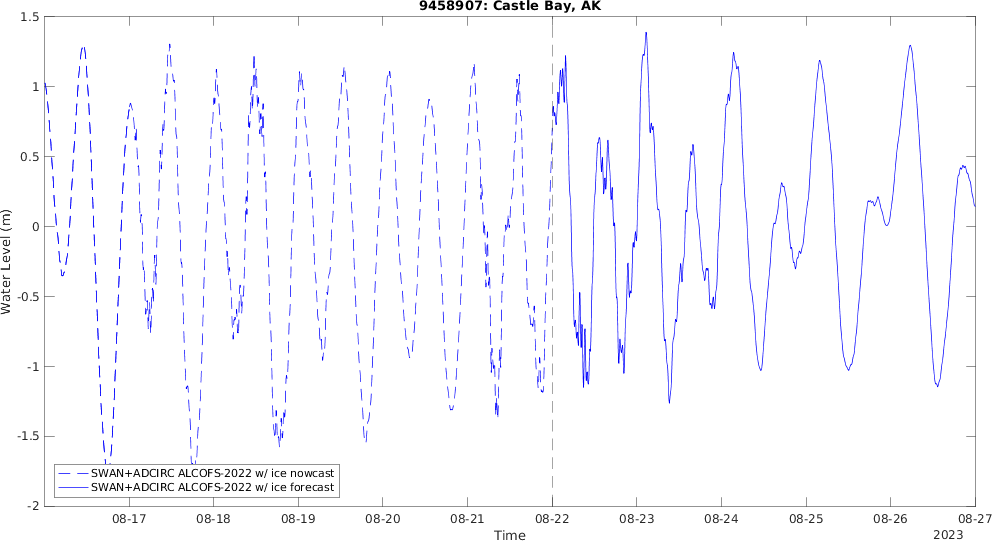 9458907: Castle Bay, AK
1.5
1
0.5
0
-0.5
-1
-1.5
-2
Water Level (m)
SWAN+ADCIRC ALCOFS-2022 w/ ice nowcast
SWAN+ADCIRC ALCOFS-2022 w/ ice forecast
08-17 08-18 08-19 08-20 08-21 08-22 08-23 08-24 08-25 08-26 08-27
Time
2023